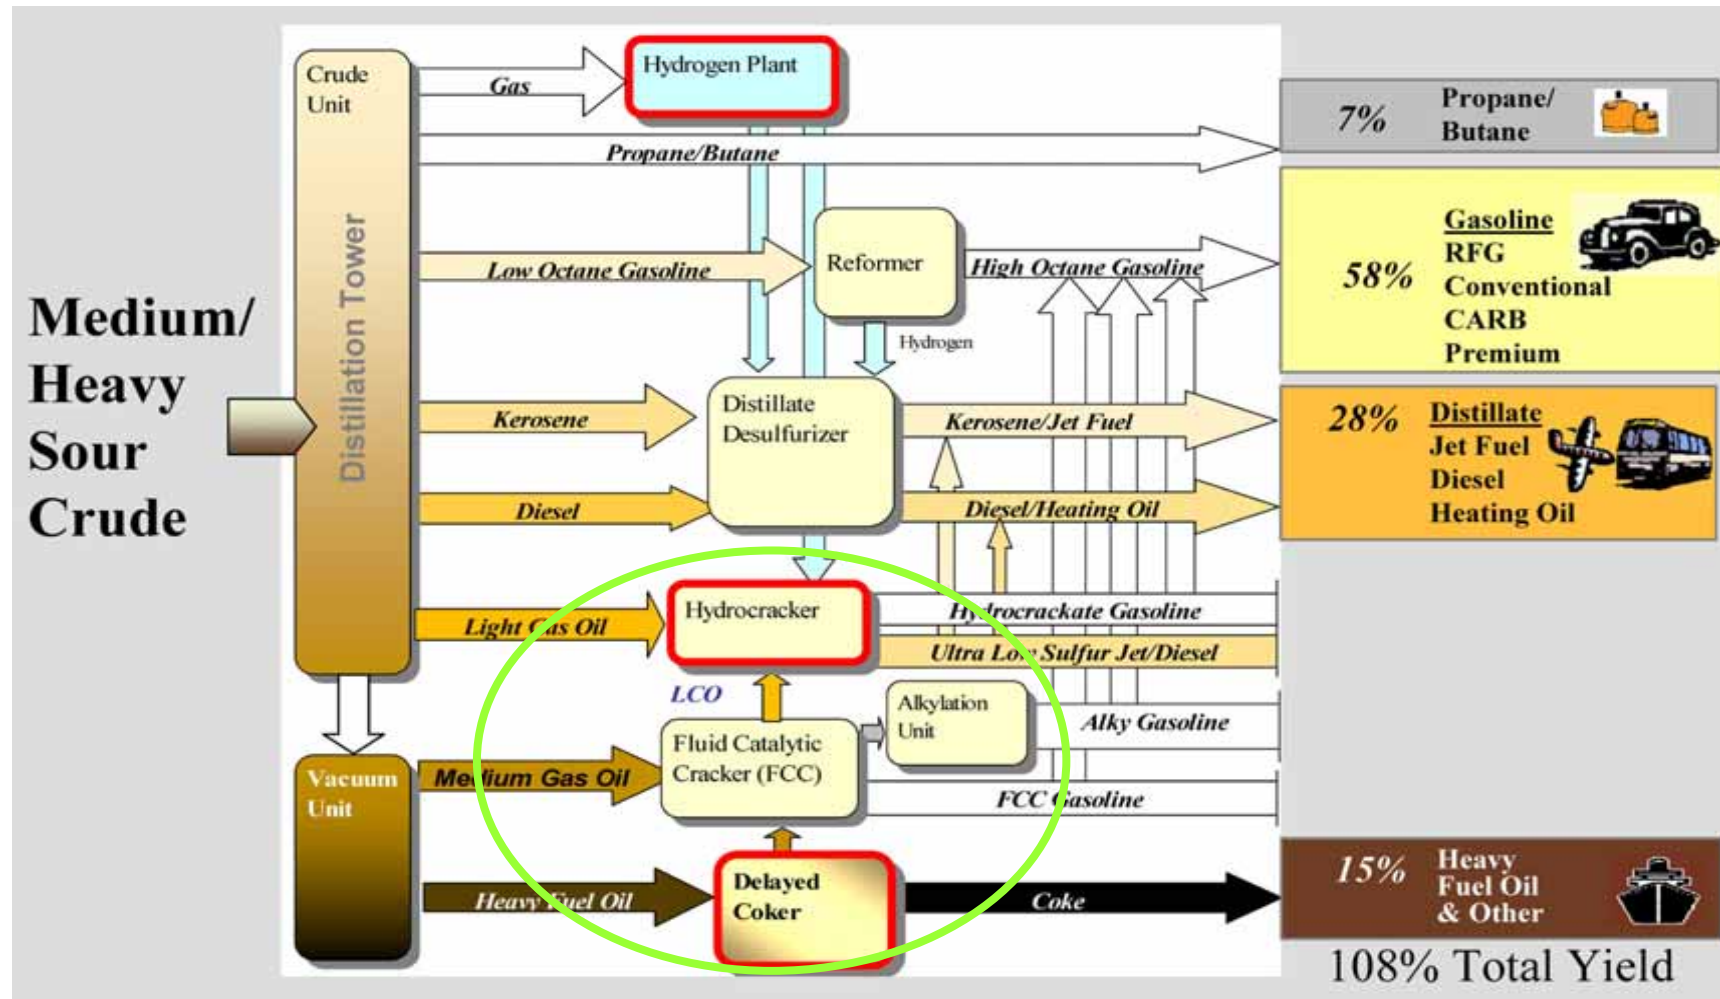 Medium/
Heavy
Sour
Crude
Crude
Unit
Distillation Tower
Gas
Hydrogen Plant
Propane/Butane
7%
Propane/
Butane
Low Octane Gasoline
Reformer
High Octane Gasoline
Hydrogen
58%
Gasoline
RFG
Conventional
CARB
Premium
Kerosene
Distillate
Desulfurizer
Kerosene/Jet Fuel
Diesel
Diesel/Heating Oil
28%
Distillate
Jet Fuel
Diesel
Heating Oil
Light Gas Oil
Hydrocracker
Hydrocrackate Gasoline
Ultra Low Sulfur Jet/Diesel
LCO
Alkylation
Unit
Alky Gasoline
Vacuum
Unit
Medium Gas Oil
Fluid Catalytic
Cracker (FCC)
FCC Gasoline
Heavy Fuel Oil
Delayed
Coker
Coke
15%
Heavy
Fuel Oil
& Other
108% Total Yield